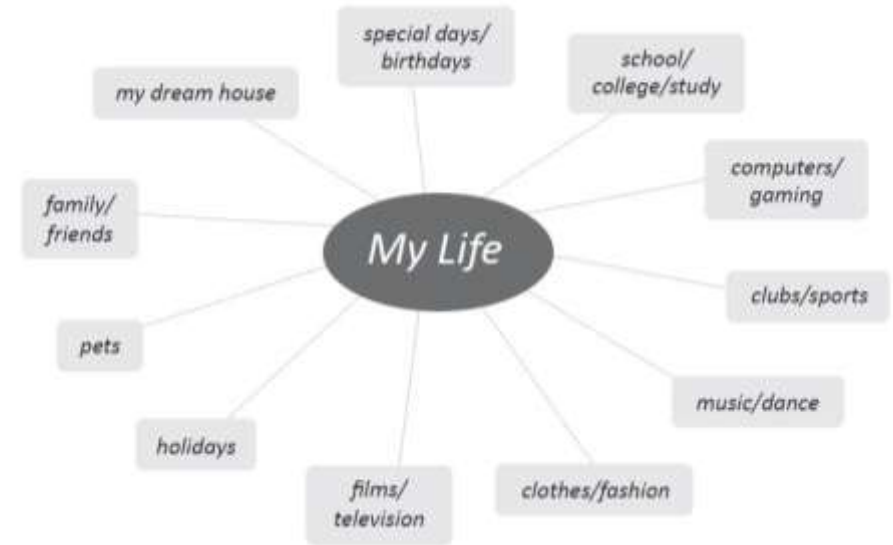 special days/
birthdays
school/
college/study
my dream house
computers/
gaming
family/
friends
My Life
clubs/sports
pets
music/dance
holidays
films/
television
clothes/fashion